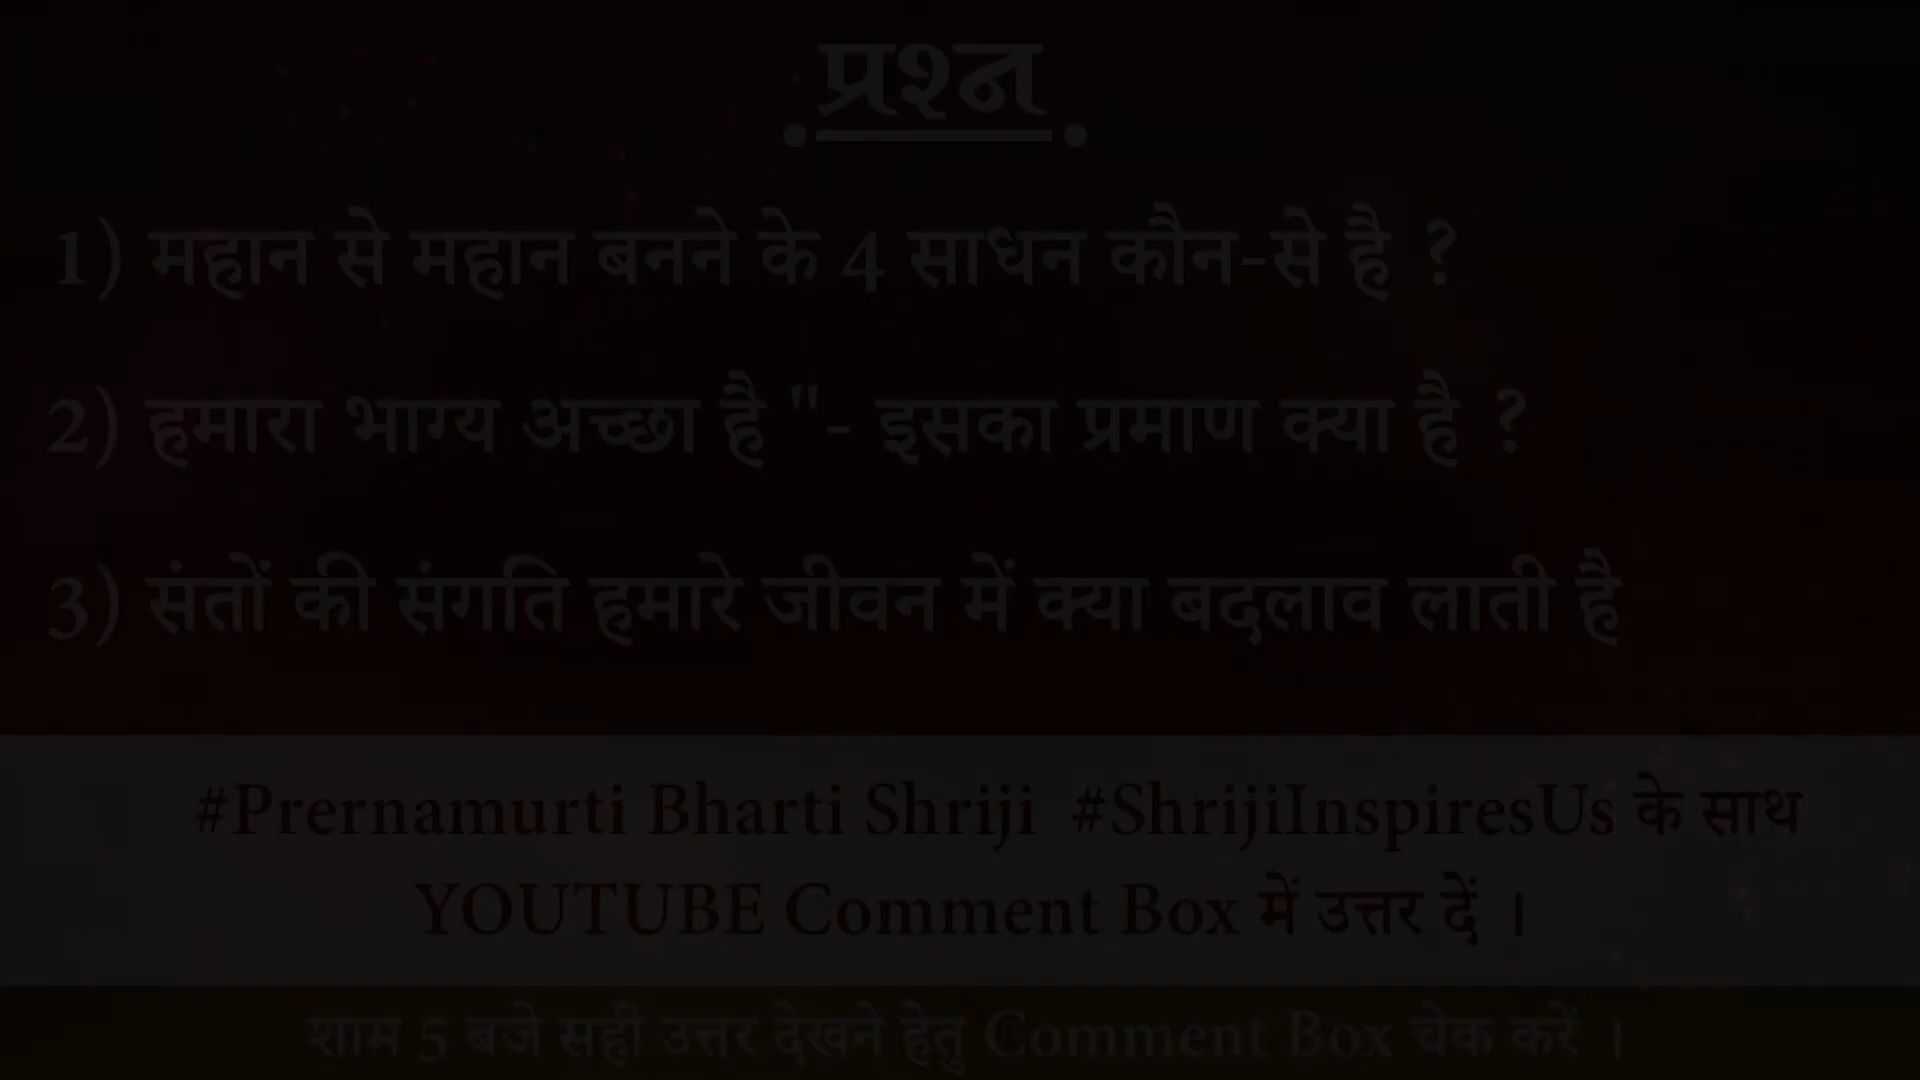 प्रश्न
1) महान से महान बनने के 4 साधन कौन-से है ?
2) हमारा भाग्य अच्छा है "- इसका प्रमाण क्या है ?
3) संतों की संगति हमारे जीवन में क्या बदलाव लाती है
#Prernamurti Bharti Shriji #ShrijiInspiresUs के साथ
YOUTUBE Comment Box में उत्तर दें ।
शाम 5 बजे सही उत्तर देखने हेतु Comment Box चेक करें ।